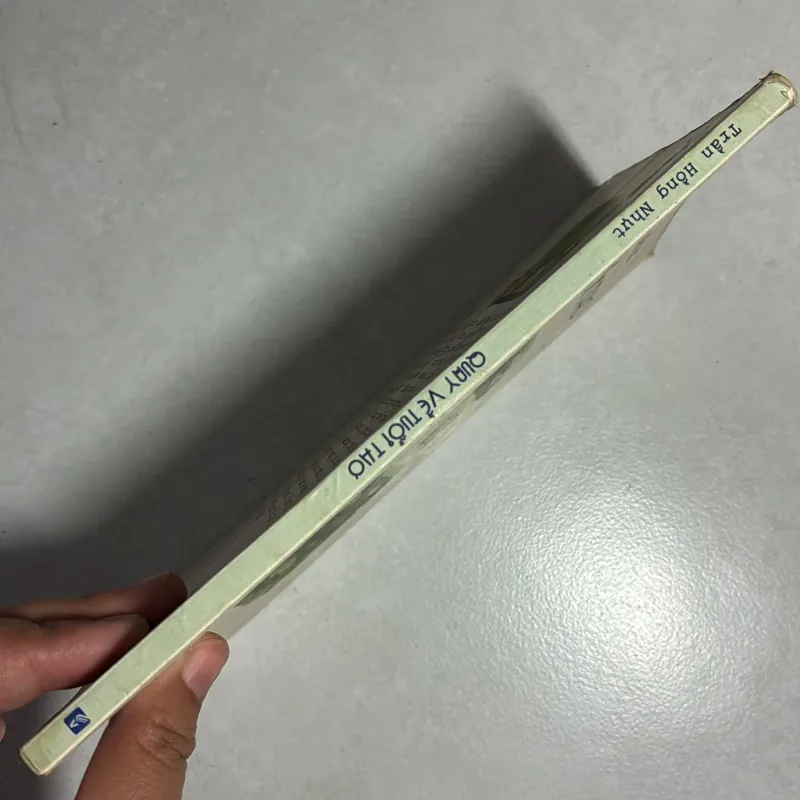 Trần Hồng Nhựt
QUAY VỀ TUỔI THƠ